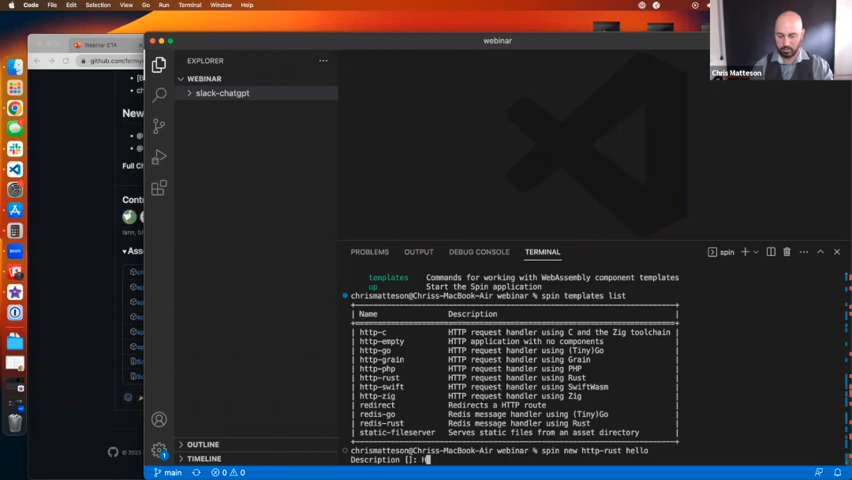 Code File Edit Selection View Go Run Terminal Window Help
Webinar CTA
webinar
github.com/fermy
EXPLORER
WEBINAR
slack-chatgpt
Chris Matteson
New
Full Ch
Contr
lann, b
Asse
PROBLEMS OUTPUT DEBUG CONSOLE TERMINAL
spin
templates Commands for working with WebAssembly component templates
up Start the Spin application
chrismatteson@Chriss-MacBook-Air webinar % spin templates list
Name Description
http-c HTTP request handler using C and the Zig toolchain
http-empty HTTP application with no components
http-go HTTP request handler using (Tiny)Go
http-grain HTTP request handler using Grain
http-php HTTP request handler using PHP
http-rust HTTP request handler using Rust
http-swift HTTP request handler using SwiftWasm
http-zig HTTP request handler using Zig
redirect Redirects a HTTP route
redis-go Redis message handler using (Tiny)Go
redis-rust Redis message handler using Rust
static-fileserver Serves static files from an asset directory
chrismatteson@Chriss-MacBook-Air webinar % spin new http-rust hello
Description []: H
OUTLINE
TIMELINE
1
main
0 0
© 2023